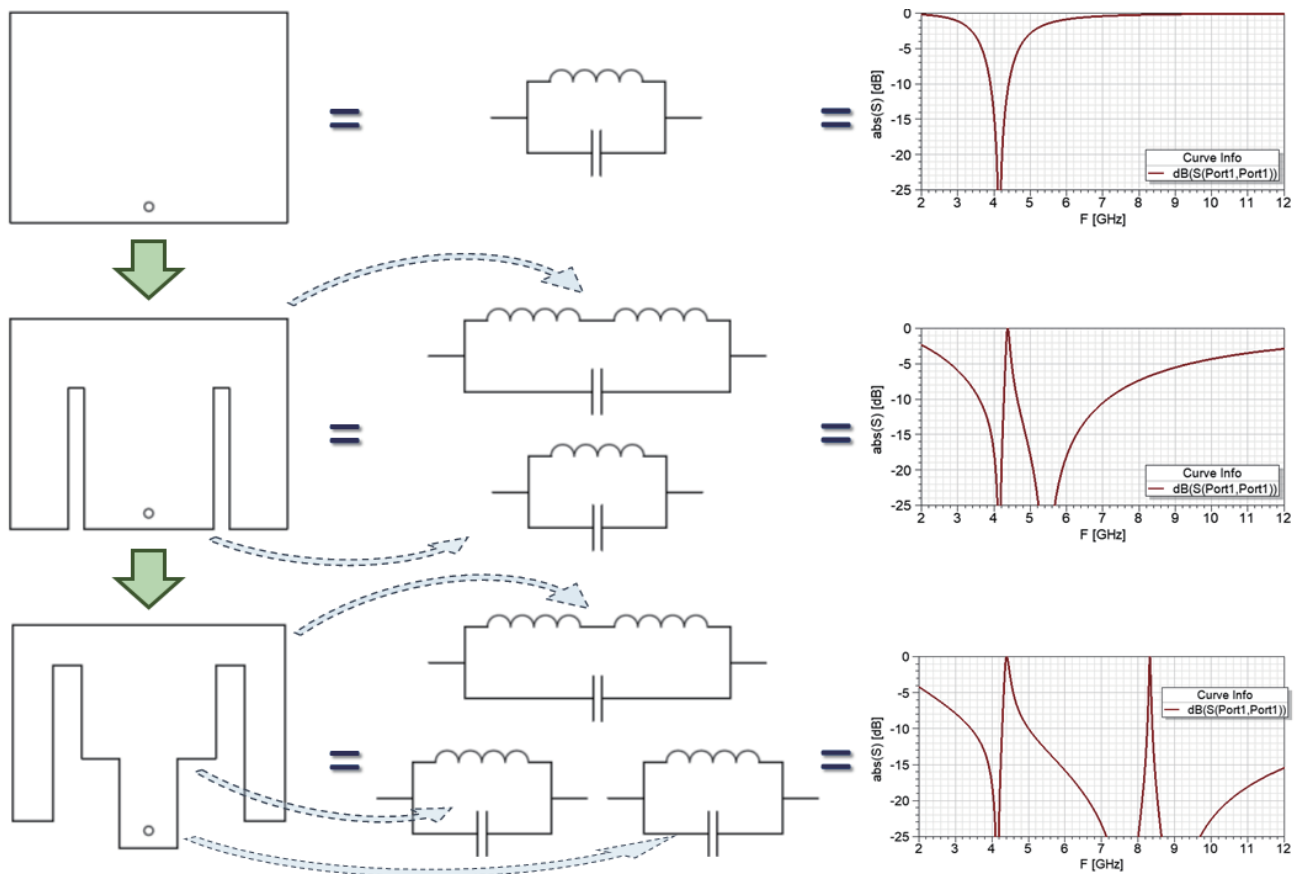 =
=
abs(S) [dB]
0
-5
-10
-15
-20
-25
Curve Info
dB(S(Port1,Port1))
2 3 4 5 6 7 8 9 10 11 12
F [GHz]
=
=
abs(S) [dB]
0
-5
-10
-15
-20
-25
Curve Info
dB(S(Port1,Port1))
2 3 4 5 6 7 8 9 10 11 12
F [GHz]
=
=
abs(S) [dB]
0
-5
-10
-15
-20
-25
Curve Info
dB(S(Port1,Port1))
2 3 4 5 6 7 8 9 10 11 12
F [GHz]